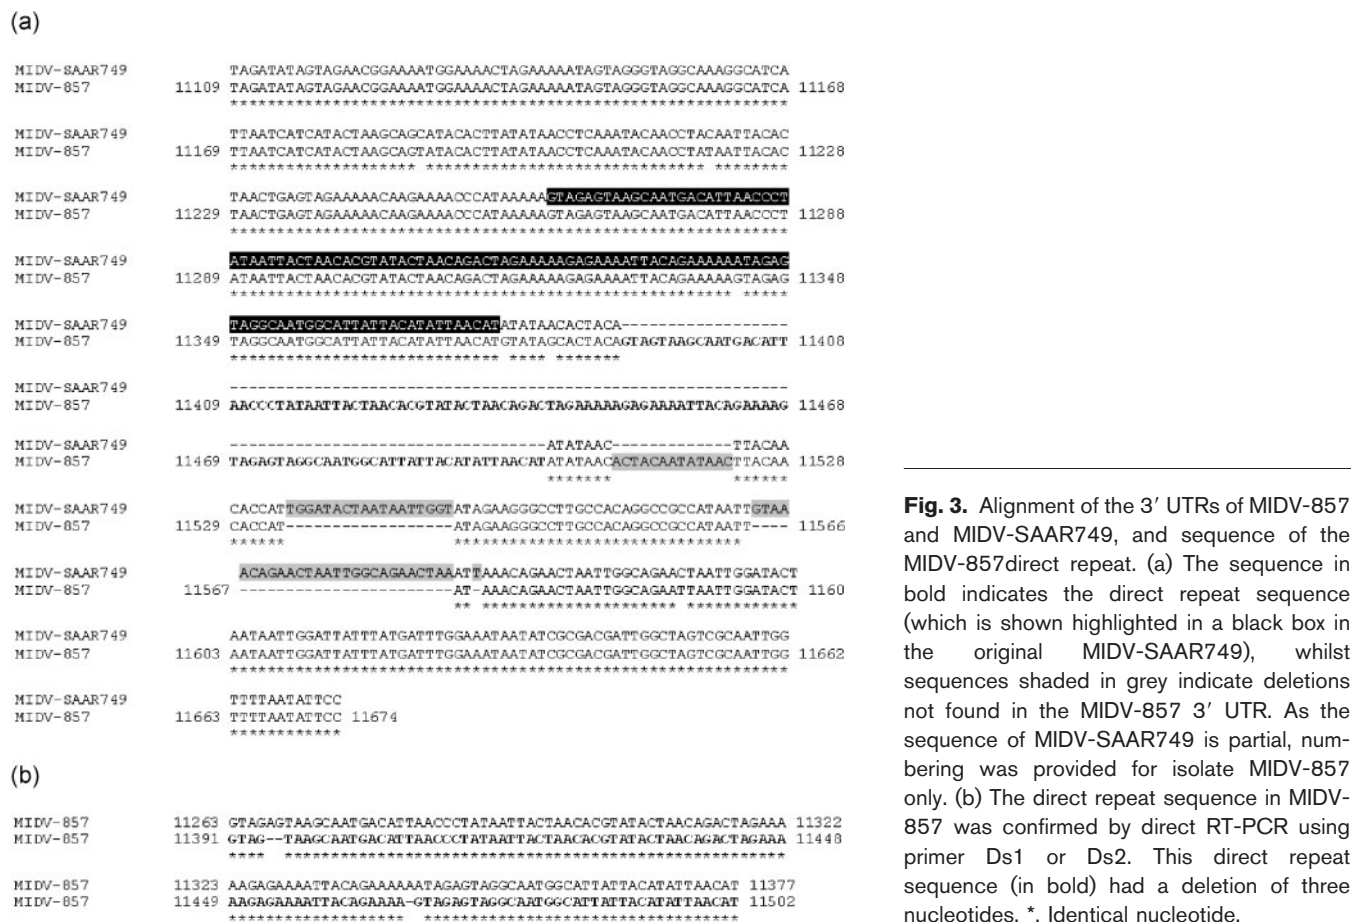 (a)
MIDV-SAAR749 TAGATATAGTAGAACGGAAAATGGAAAACTAGAAAAATAGTAGGGTAGGCAAAGGCATCA
MIDV-857 11109 TAGATATAGTAGAACGGAAAATGGAAAACTAGAAAAATAGTAGGGTAGGCAAAGGCATCA 11168
************************************************************
MIDV-SAAR749 TTAATCATCATACTAAGCAGCATACACTTATATAACCTCAAATACAACCTACAATTACAC
MIDV-857 11169 TTAATCATCATACTAAGCAGTATACACTTATATAACCTCAAATACAACCTATAATTACAC 11228
******************** ****************************** ********
MIDV-SAAR749 TAACTGAGTAGAAAAACAAGAAAACCCATAAAAAGTAGAGTAAGCAATGACATTAACCCT
MIDV-857 11229 TAACTGAGTAGAAAAACAAGAAAACCCATAAAAAGTAGAGTAAGCAATGACATTAACCCT 11288
************************************************************
MIDV-SAAR749 ATAATTACTAACACGTATACTAACAGACTAGAAAAAGAGAAAATTACAGAAAAAATAGAG
MIDV-857 11289 ATAATTACTAACACGTATACTAACAGACTAGAAAAAGAGAAAATTACAGAAAAAGTAGAG 11348
****************************************************** *****
MIDV-SAAR749 TAGGCAATGGCATTATTACATATTAACATATATAACACTACA------------------
MIDV-857 11349 TAGGCAATGGCATTATTACATATTAACATGTATAGCACTACAGTAGTAAGCAATGACATT 11408
***************************** **** *******
MIDV-SAAR749 ------------------------------------------------------------
MIDV-857 11409 AACCCTATAATTACTAACACGTATACTAACAGACTAGAAAAAGAGAAAATTACAGAAAAG 11468
MIDV-SAAR749 ----------------------------------ATATAAC-------------TTACAA
MIDV-857 11469 TAGAGTAGGCAATGGCATTATTACATATTAACATATATAACACTACAATATAACTTACAA 11528
******* ******
MIDV-SAAR749 CACCATTGGATACTAATAATTGGTATAGAAGGGCCTTGCCACAGGCCGCCATAATTGTAA
MIDV-857 11529 CACCAT------------------ATAGAAGGGCCTTGCCACAGGCCGCCATAATT---- 11566
****** ********************************
MIDV-SAAR749 ACAGAACTAATTGGCAGAACTAAATTAAACAGAACTAATTGGCAGAACTAATTGGATACT
MIDV-857 11567 -----------------------AT-AAACAGAACTAATTGGCAGAATTAATTGGATACT 1160
** ********************* *************
MIDV-SAAR749 AATAATTGGATTATTTATGATTTGGAAATAATATCGCGACGATTGGCTAGTCGCAATTGG
MIDV-857 11603 AATAATTGGATTATTTATGATTTGGAAATAATATCGCGACGATTGGCTAGTCGCAATTGG 11662
************************************************************
MIDV-SAAR749 TTTTAATATTCC
MIDV-857 11663 TTTTAATATTCC 11674
************
(b)
MIDV-857 11263 GTAGAGTAAGCAATGACATTAACCCTATAATTACTAACACGTATACTAACAGACTAGAAA 11322
MIDV-857 11391 GTAG--TAAGCAATGACATTAACCCTATAATTACTAACACGTATACTAACAGACTAGAAA 11448
**** ******************************************************
MIDV-857 11323 AAGAGAAAATTACAGAAAAAATAGAGTAGGCAATGGCATTATTACATATTAACAT 11377
MIDV-857 11449 AAGAGAAAATTACAGAAAA-GTAGAGTAGGCAATGGCATTATTACATATTAACAT 11502
******************* **********************************
Fig. 3. Alignment of the 3′ UTRs of MIDV-857
and MIDV-SAAR749, and sequence of the
MIDV-857direct repeat. (a) The sequence in
bold indicates the direct repeat sequence
(which is shown highlighted in a black box in
the original MIDV-SAAR749), whilst
sequences shaded in grey indicate deletions
not found in the MIDV-857 3′ UTR. As the
sequence of MIDV-SAAR749 is partial, num-
bering was provided for isolate MIDV-857
only. (b) The direct repeat sequence in MIDV-
857 was confirmed by direct RT-PCR using
primer Ds1 or Ds2. This direct repeat
sequence (in bold) had a deletion of three
nucleotides. *, Identical nucleotide.